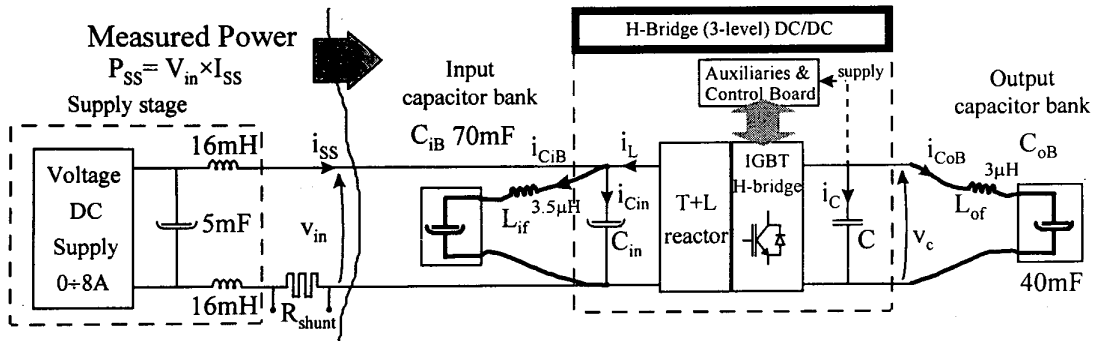 H-Bridge (3-level) DC/DC
Measured Power
P_SS= V_in×I_SS
Supply stage
Input
capacitor bank
C_iB 70mF
Auxiliaries &
Control Board
supply
Output
capacitor bank
C_oB
16mH
i_SS
i_CiB
i_L
IGBT
H-bridge
i_CoB
3μH
Voltage
DC
Supply
0÷8A
5mF
v_in
L_if
3.5μH
i_Cin
C_in
T+L
reactor
i_C
C
v_c
L_of
16mH
R_shunt
40mF